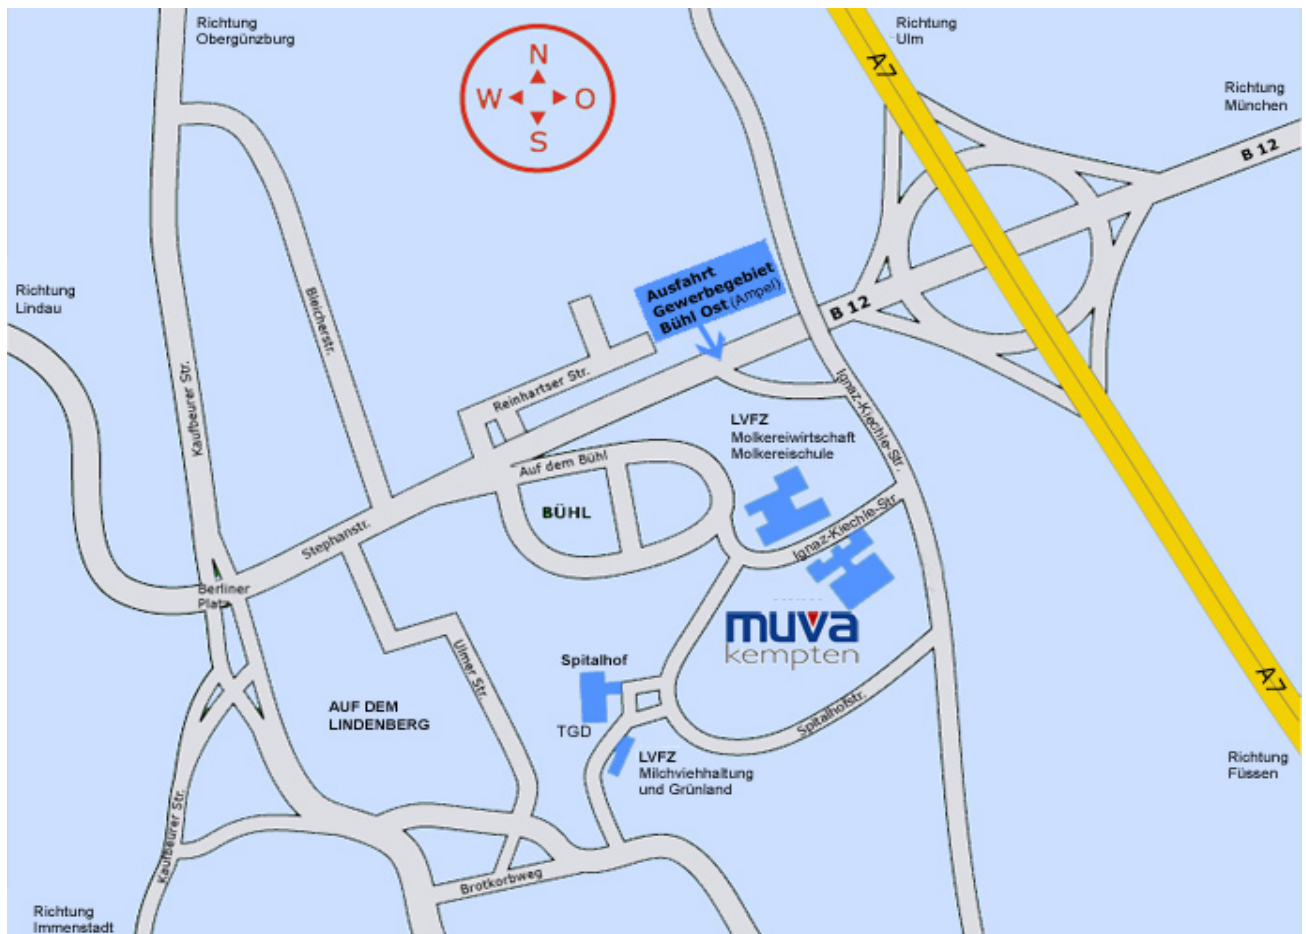 Richtung
Obergünzburg
Richtung
Ulm
N
W
O
S
A7
Richtung
München
B 12
Richtung
Lindau
Bleicherstr.
Ausfahrt
Gewerbegebiet
Bühl Ost (Ampel)
B 12
Kaufbeurer Str.
Reinhartser Str.
Ignaz-Kiechle-Str.
LVFZ
Molkereiwirtschaft
Molkereischule
Auf dem Bühl
BÜHL
Stephanstr.
Ignaz-Kiechle-Str.
Berliner
Platz
muva
kempten
Ulmer Str.
Spitalhof
A7
AUF DEM
LINDENBERG
Spitalhofstr.
TGD
LVFZ
Milchviehhaltung
und Grünland
Richtung
Füssen
Kaufbeurer Str.
Brotkorbweg
Richtung
Immenstadt